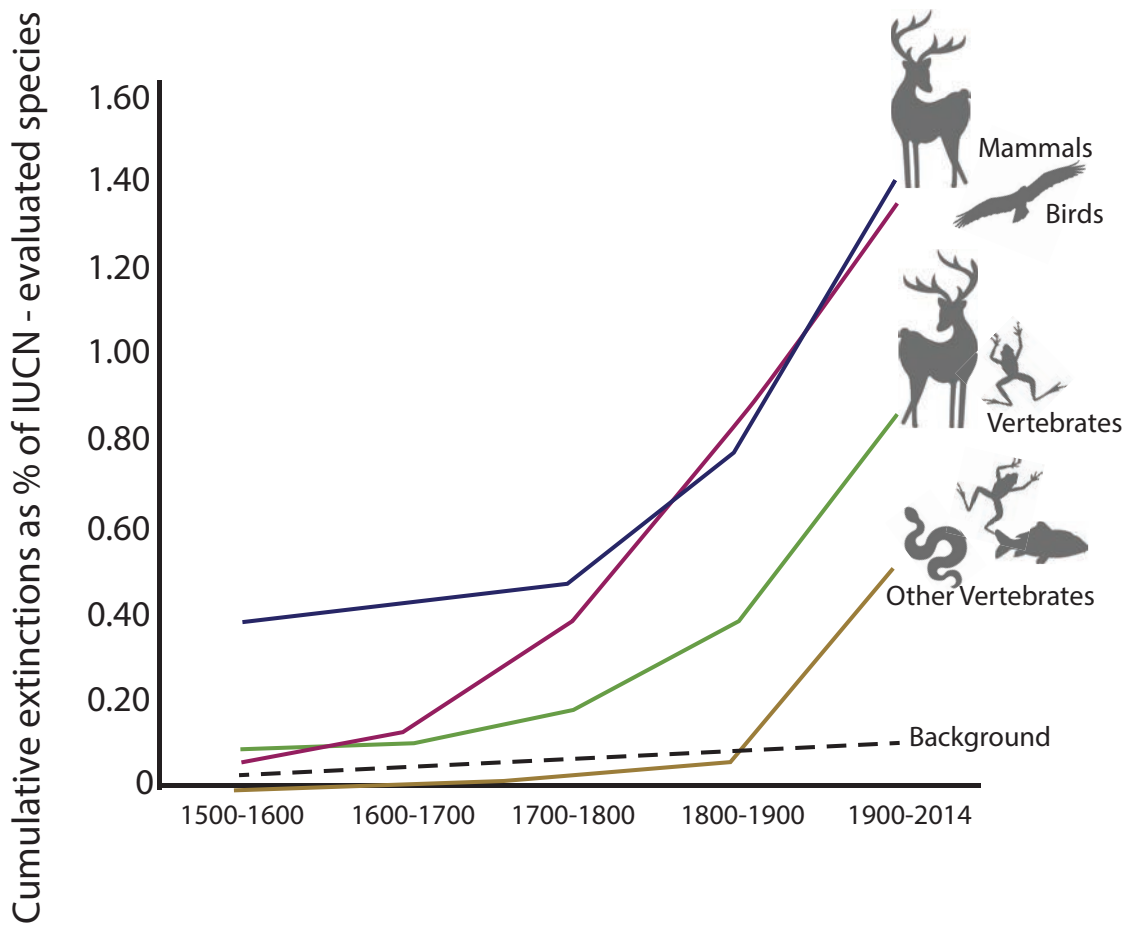 Cumulative extinctions as % of IUCN - evaluated species
1.60
1.40
1.20
1.00
0.80
0.60
0.40
0.20
0
Mammals
Birds
Vertebrates
Other Vertebrates
Background
1500-1600
1600-1700
1700-1800
1800-1900
1900-2014